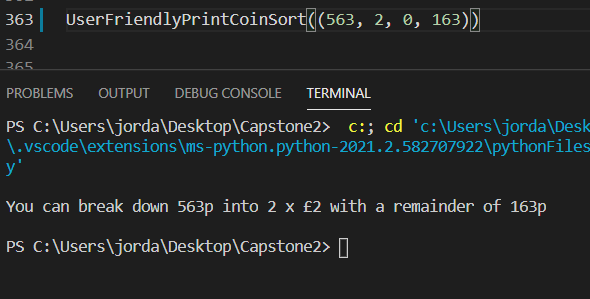 363 UserFriendlyPrintCoinSort((563, 2, 0, 163))
364
365
PROBLEMS OUTPUT DEBUG CONSOLE TERMINAL
PS C:\Users\jorda\Desktop\Capstone2>  c:; cd 'c:\Users\jorda\Desk
\.vscode\extensions\ms-python.python-2021.2.582707922\pythonFiles
y'
You can break down 563p into 2 x £2 with a remainder of 163p
PS C:\Users\jorda\Desktop\Capstone2>